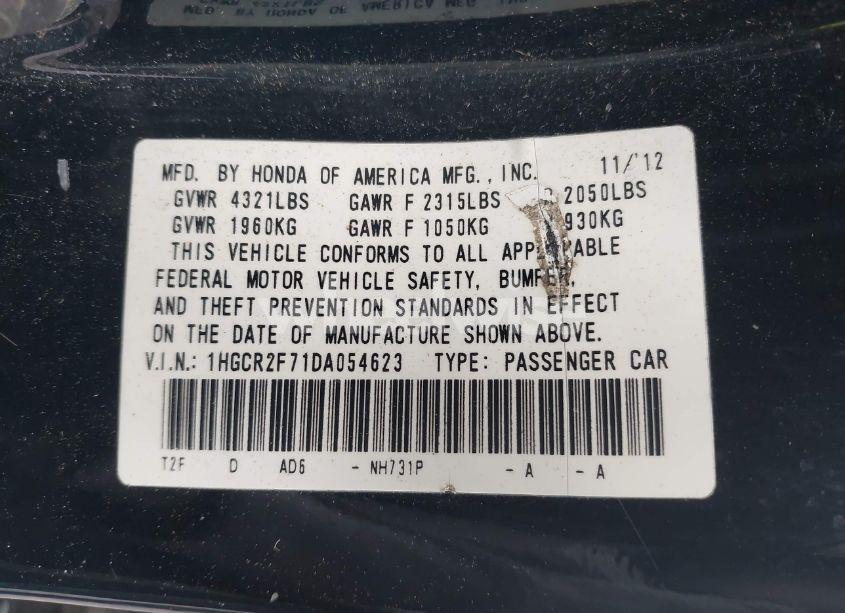 MFD. BY HONDA OF AMERICA MFG., INC. 11/'12
GVWR 4321LBS GAWR F 2315LBS 2050LBS
GVWR 1960KG GAWR F 1050KG 930KG
THIS VEHICLE CONFORMS TO ALL APP ABLE
FEDERAL MOTOR VEHICLE SAFETY, BUMPER,
AND THEFT PREVENTION STANDARDS IN EFFECT
ON THE DATE OF MANUFACTURE SHOWN ABOVE.
V.I.N.: 1HGCR2F71DA054623 TYPE: PASSENGER CAR
T2F D AD6 - NH731P - A - A